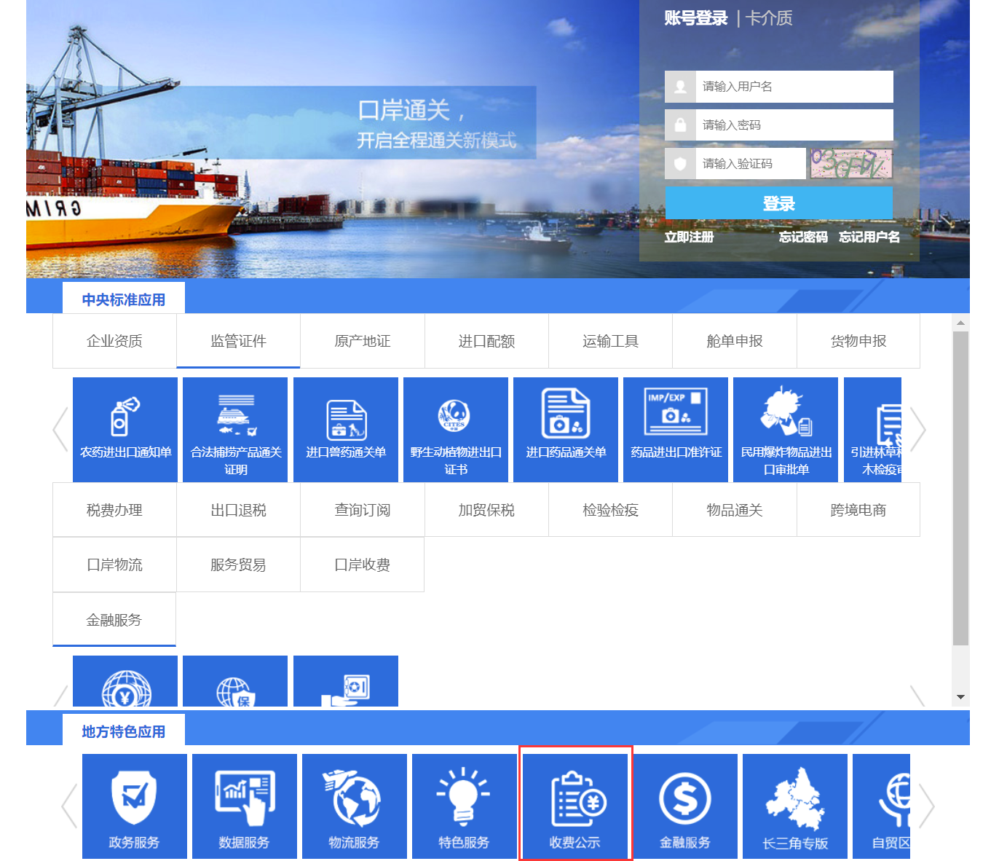 账号登录 | 卡介质
口岸通关，
开启全程通关新模式
请输入用户名
请输入密码
请输入验证码
登录
立即注册 忘记密码 忘记用户名
GRIM
中央标准应用
企业资质 监管证件 原产地证 进口配额 运输工具 舱单申报 货物申报
IMP/EXP
CITES
农药进出口通知单
合法捕捞产品通关
证明
进口兽药通关单
野生动植物进出口
证书
进口药品通关单
药品进出口准许证
民用爆炸物品进出
口审批单
引进林草
木检疫
税费办理 出口退税 查询订阅 加贸保税 检验检疫 物品通关 跨境电商
口岸物流 服务贸易 口岸收费
金融服务
¥
保
地方特色应用
¥
$
政务服务 数据服务 物流服务 特色服务 收费公示 金融服务 长三角专版 自贸区